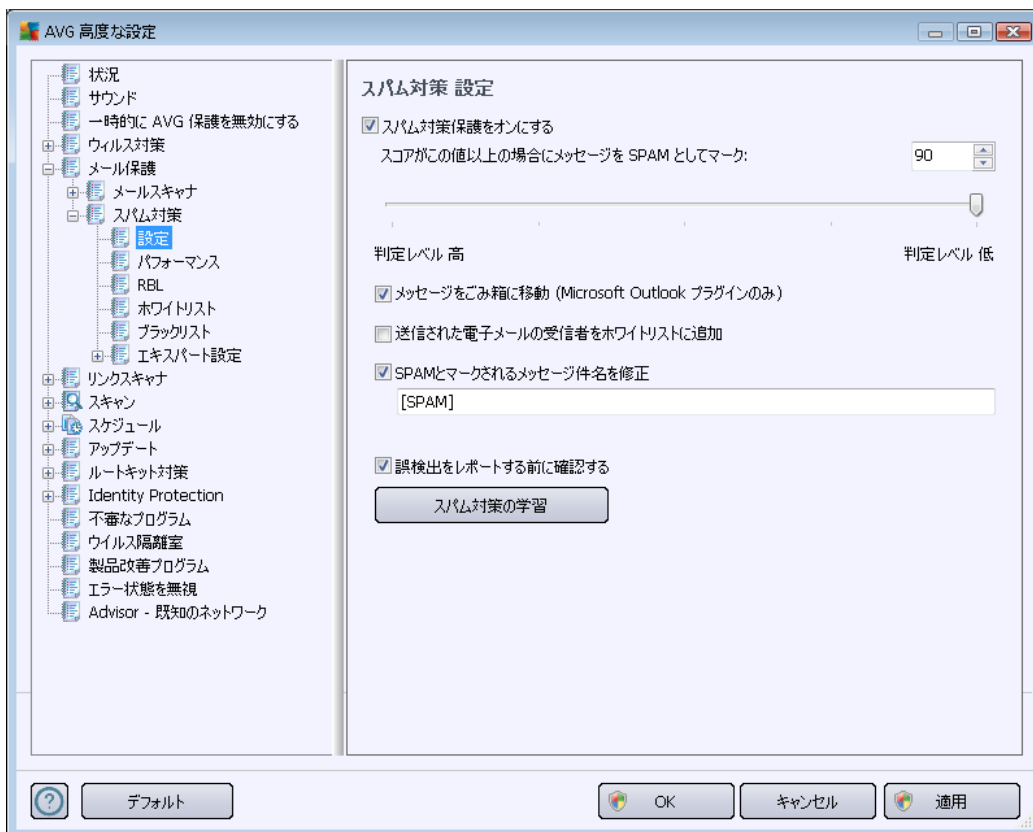 AVG 高度な設定
状況
サウンド
一時的に AVG 保護を無効にする
ウィルス対策
メール保護
メールスキャナ
スパム対策
設定
パフォーマンス
RBL
ホワイトリスト
ブラックリスト
エキスパート設定
リンクスキャナ
スキャン
スケジュール
アップデート
ルートキット対策
Identity Protection
不審なプログラム
ウイルス隔離室
製品改善プログラム
エラー状態を無視
Advisor - 既知のネットワーク
スパム対策 設定
スパム対策保護をオンにする
スコアがこの値以上の場合にメッセージを SPAM としてマーク: 90
判定レベル 高 判定レベル 低
メッセージをごみ箱に移動 (Microsoft Outlook プラグインのみ)
送信された電子メールの受信者をホワイトリストに追加
SPAMとマークされるメッセージ件名を修正
[SPAM]
誤検出をレポートする前に確認する
スパム対策の学習
デフォルト OK キャンセル 適用